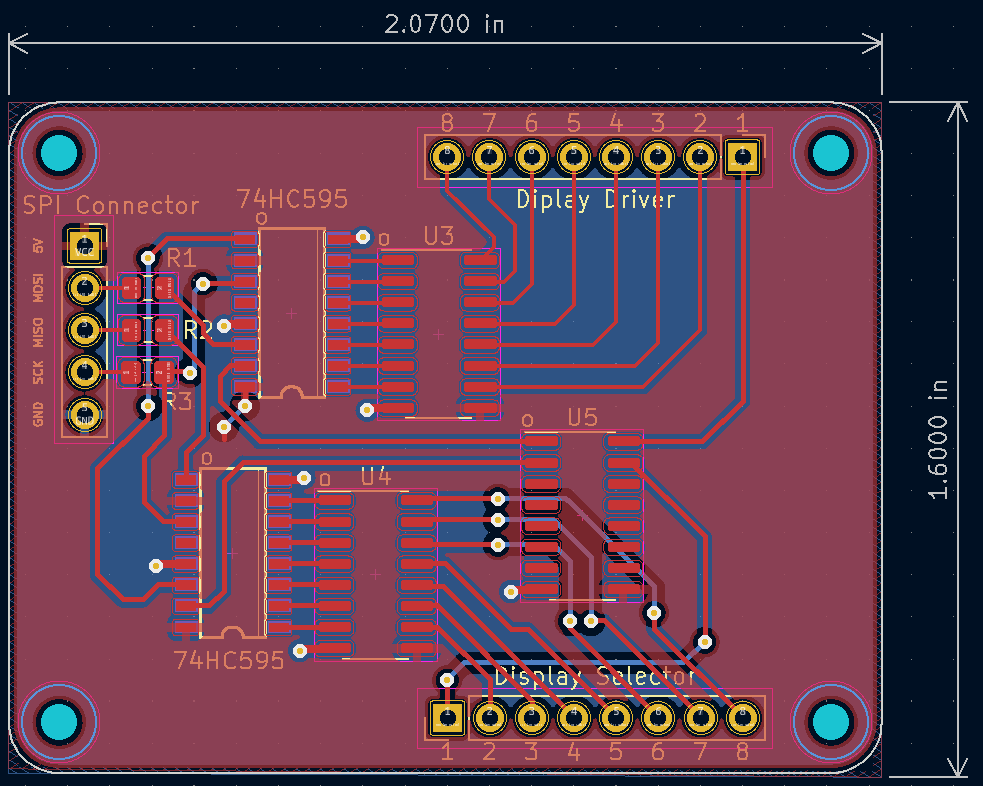 2.0700 in
8 7 6 5 4 3 2 1
Diplay Driver
SPI Connector
74HC595
U3
5V
VCC
R1
MOSI
MISO
R2
SCK
R3
GND
GND
U5
U4
74HC595
Display Selector
1 2 3 4 5 6 7 8
1.6000 in